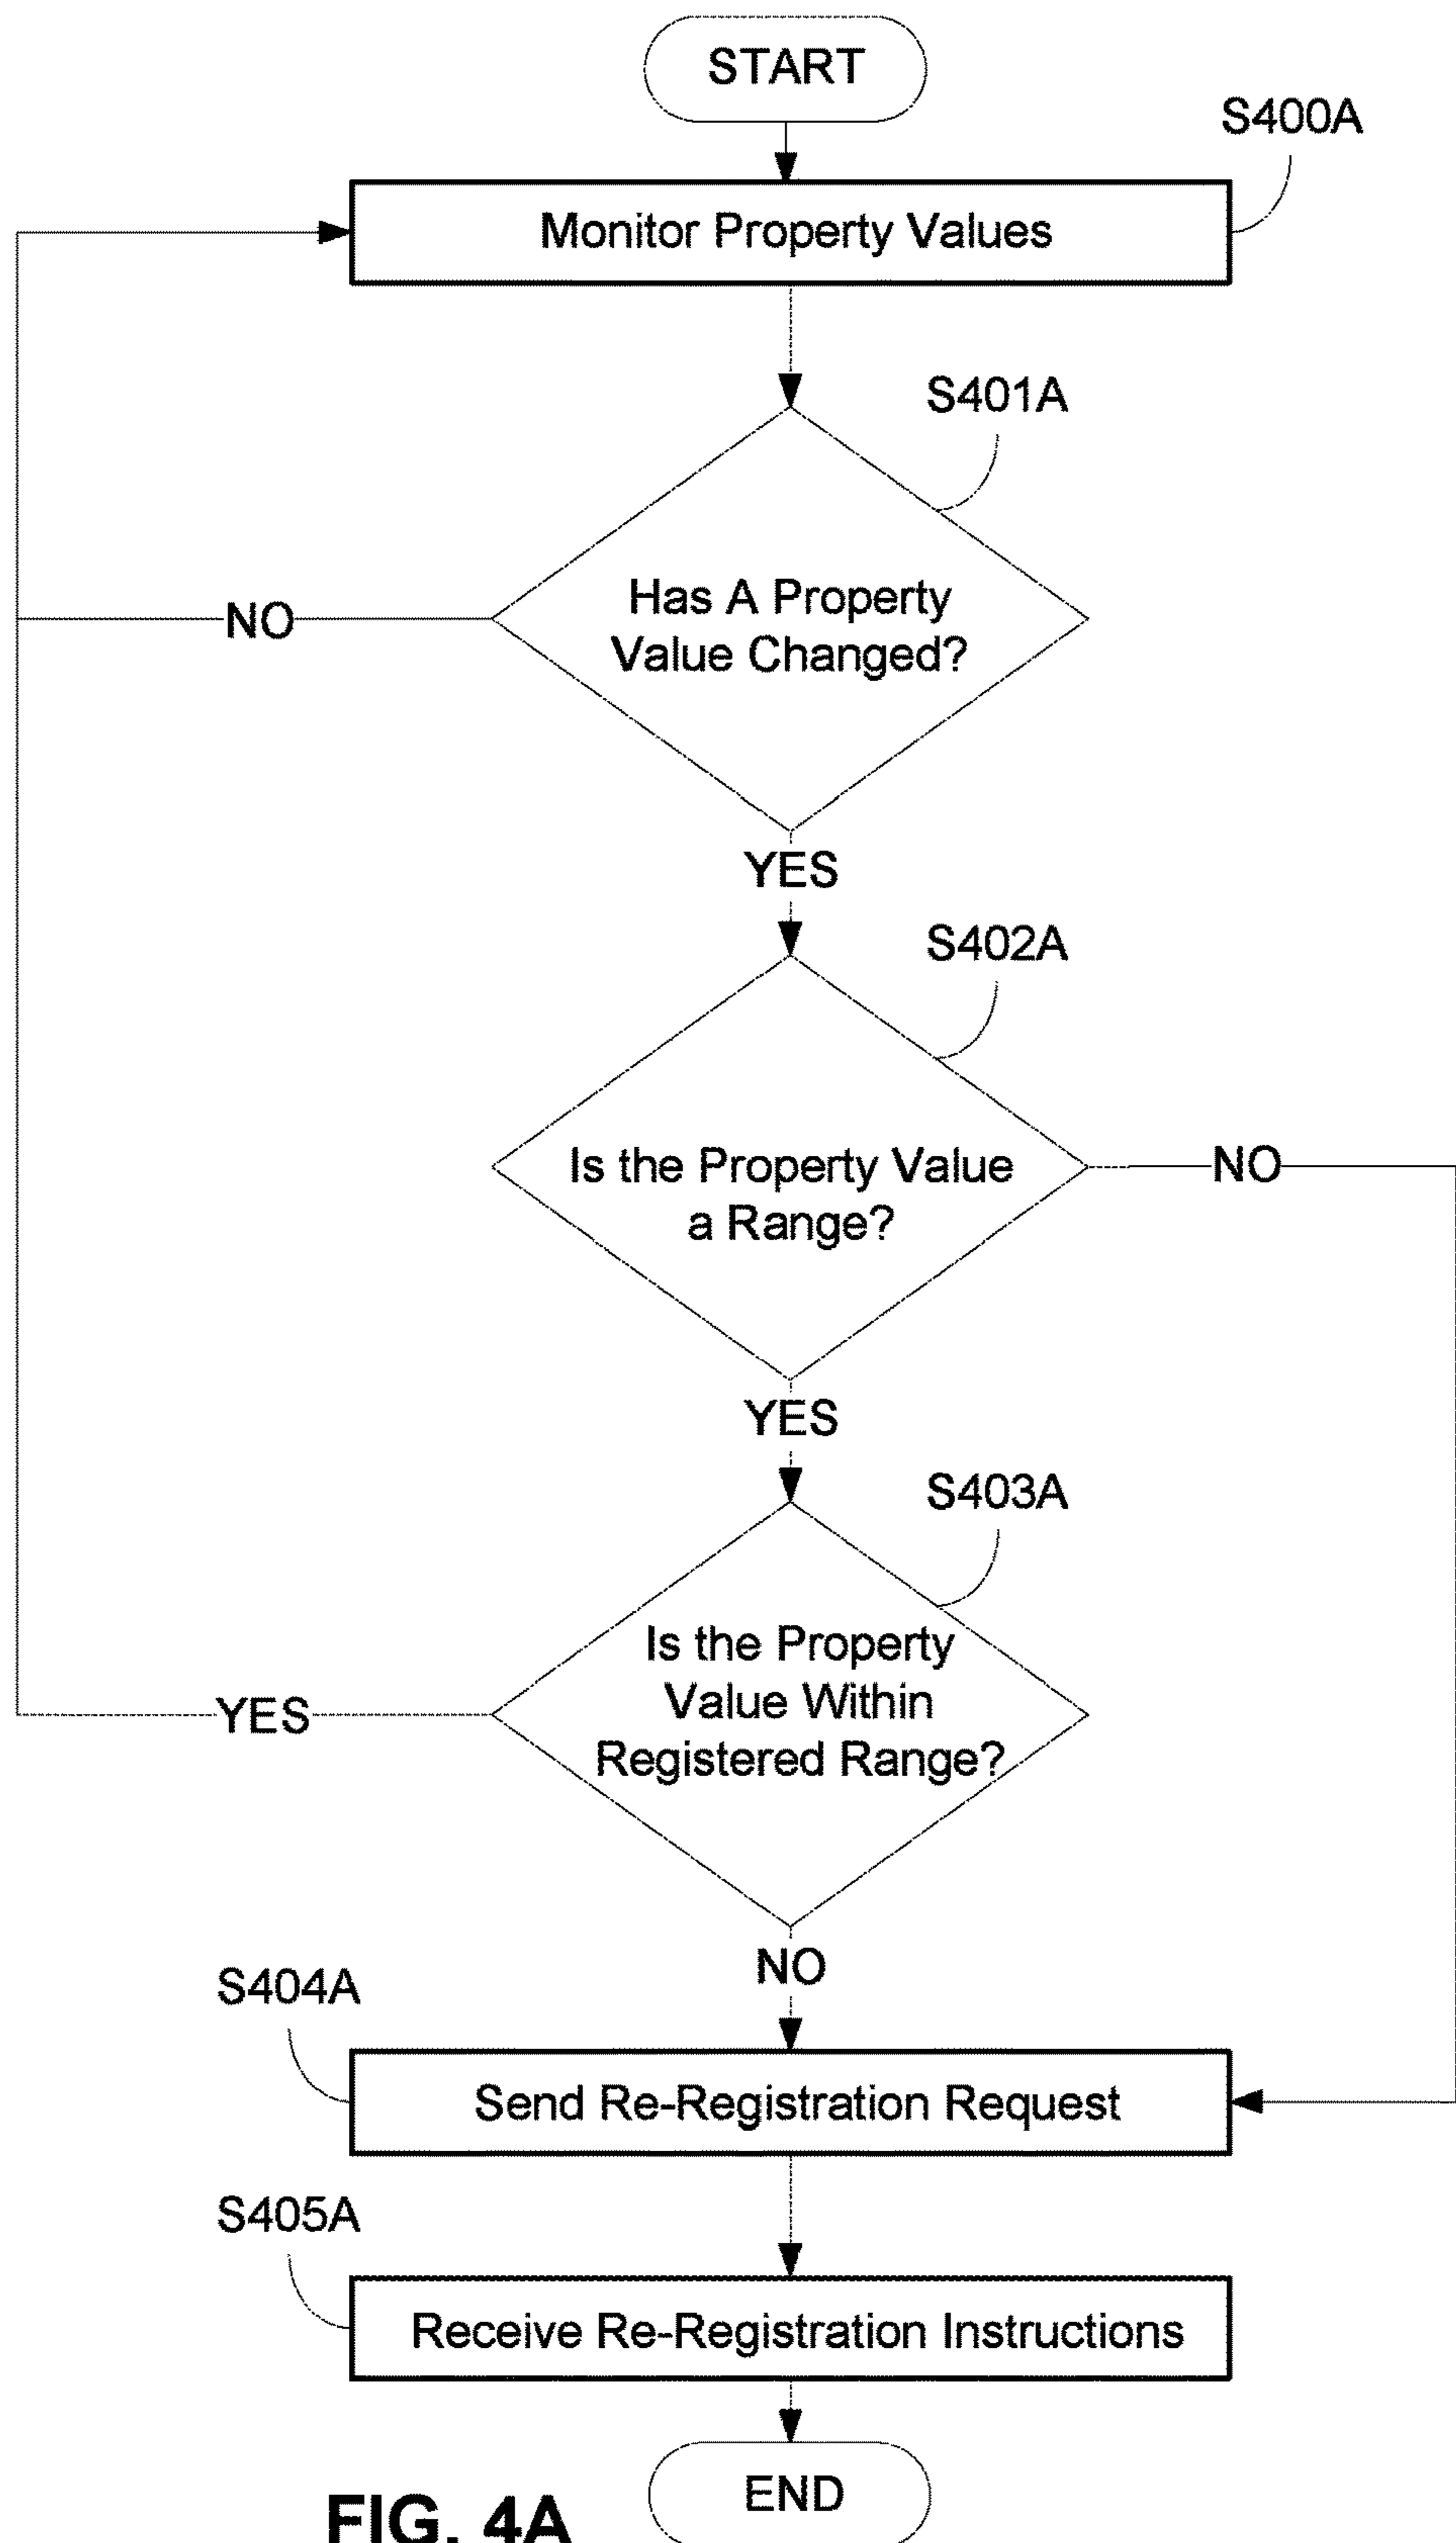 START
S400A
Monitor Property Values
S401A
Has A Property
Value Changed?
NO
YES
S402A
Is the Property Value
a Range?
NO
YES
S403A
Is the Property
Value Within
Registered Range?
YES
NO
S404A
Send Re-Registration Request
S405A
Receive Re-Registration Instructions
END
FIG. 4A